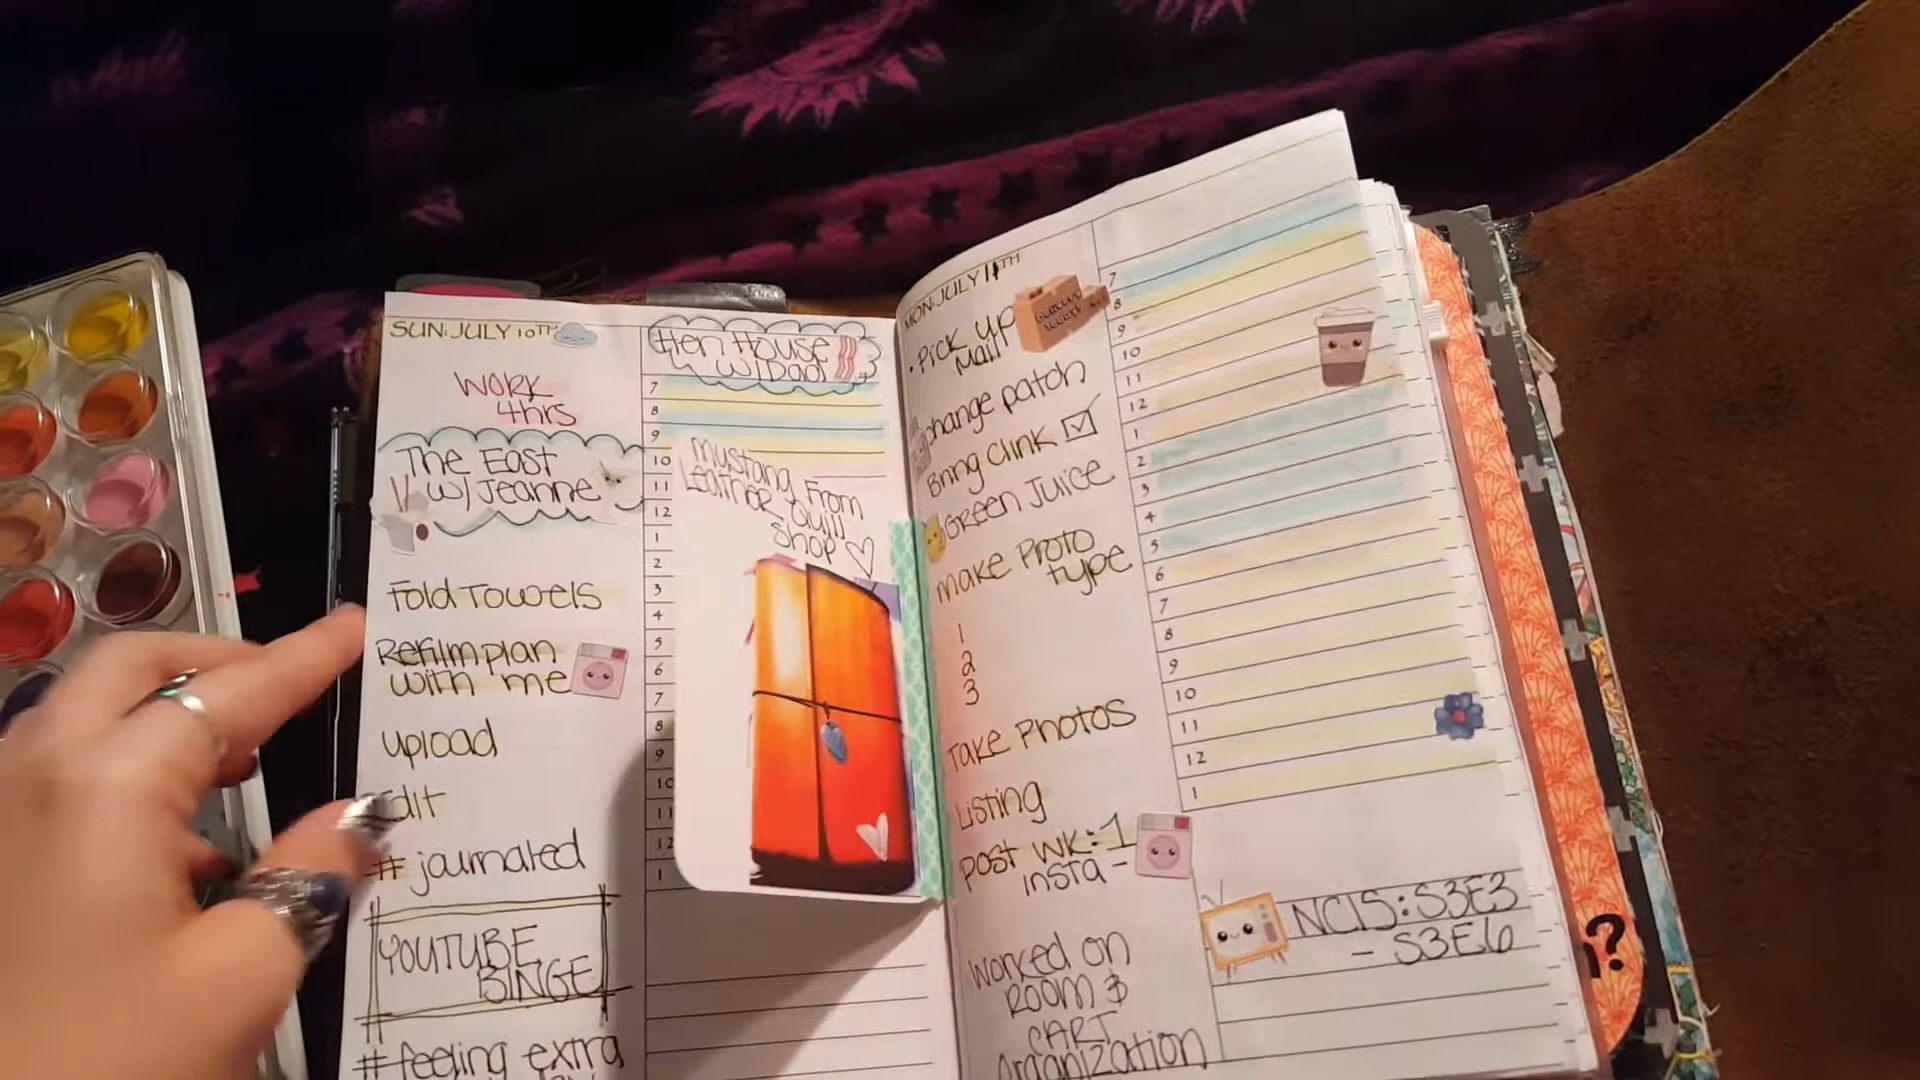 SUN: JULY 10TH
WORK
4hrs
The East
w/ Jeanne
Fold Towels
Refilm plan
with me
upload
Edit
# journaled
YOUTUBE
BINGE
# feeling extra
Hen House
w/ Dad
7
8
9
10
11
12
1
2
3
4
5
6
7
8
9
10
11
12
1
Mustang From
Leather Quill
Shop
MON: JULY 11TH
• Pick up
Mail
Delivery
Today!
change patch
Bring Clink
Green Juice
Make Proto
type
1
2
3
Take Photos
Listing
Post WK: 1
insta -
Worked on
Room &
CART
Organization
7
8
9
10
11
12
1
2
3
4
5
6
7
8
9
10
11
12
1
NCIS: S3E3
- S3E6
?